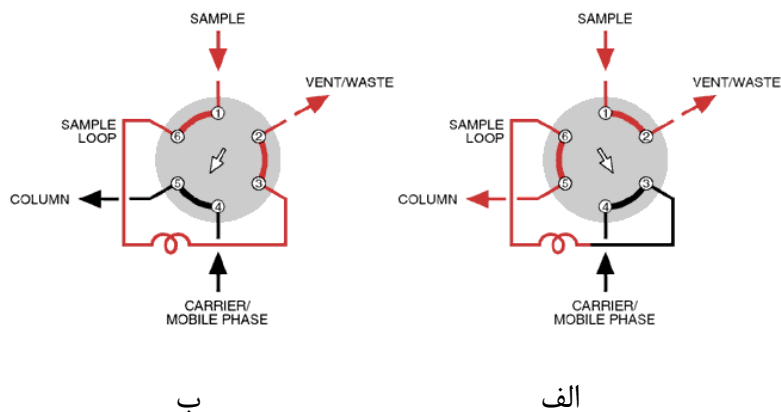 SAMPLE
VENT/WASTE
SAMPLE
LOOP
COLUMN
CARRIER/
MOBILE PHASE
1
2
3
4
5
6
ب
SAMPLE
VENT/WASTE
SAMPLE
LOOP
COLUMN
CARRIER/
MOBILE PHASE
1
2
3
4
5
6
الف